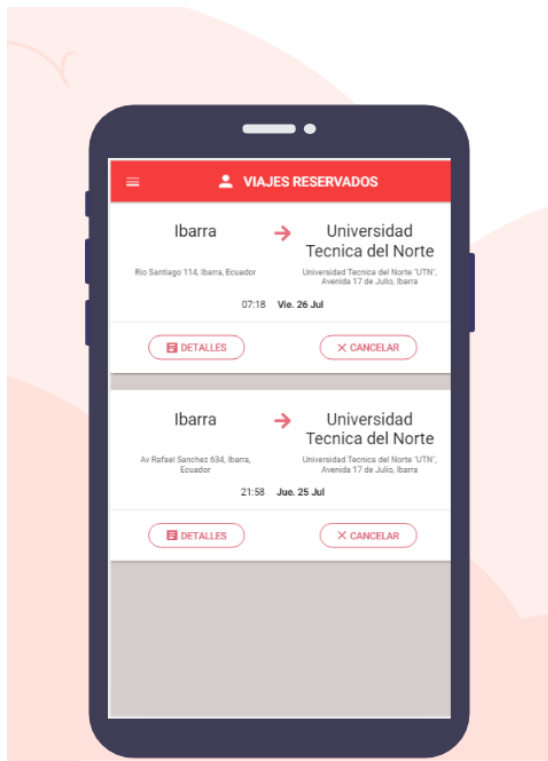 VIAJES RESERVADOS
Ibarra
Universidad
Tecnica del Norte
Rio Santiago 114, Ibarra, Ecuador
Universidad Tecnica del Norte "UTN",
Avenida 17 de Julio, Ibarra
07:18 Vie. 26 Jul
DETALLES
CANCELAR
Ibarra
Universidad
Tecnica del Norte
Av Rafael Sanchez 634, Ibarra,
Ecuador
Universidad Tecnica del Norte "UTN",
Avenida 17 de Julio, Ibarra
21:58 Jue. 25 Jul
DETALLES
CANCELAR